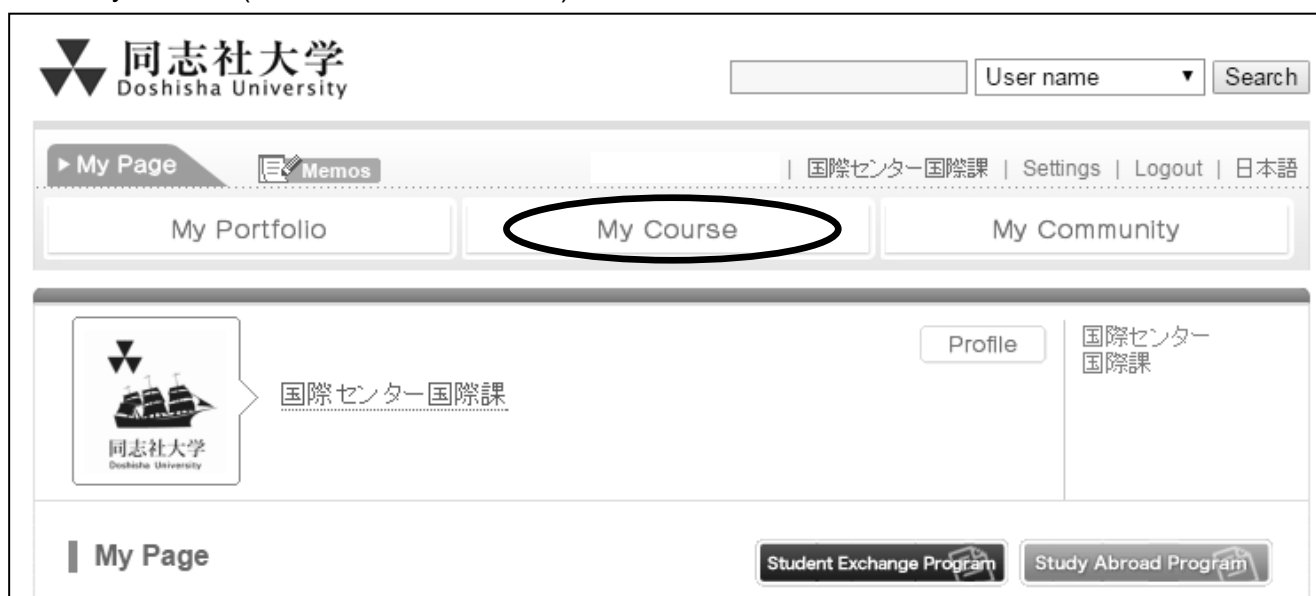 同志社大学
Doshisha University
User name ▼ Search
My Page Memos | 国際センター国際課 | Settings | Logout | 日本語
My Portfolio My Course My Community
Profile 国際センター
国際課
国際センター国際課
同志社大学
Doshisha University
My Page Student Exchange Program Study Abroad Program